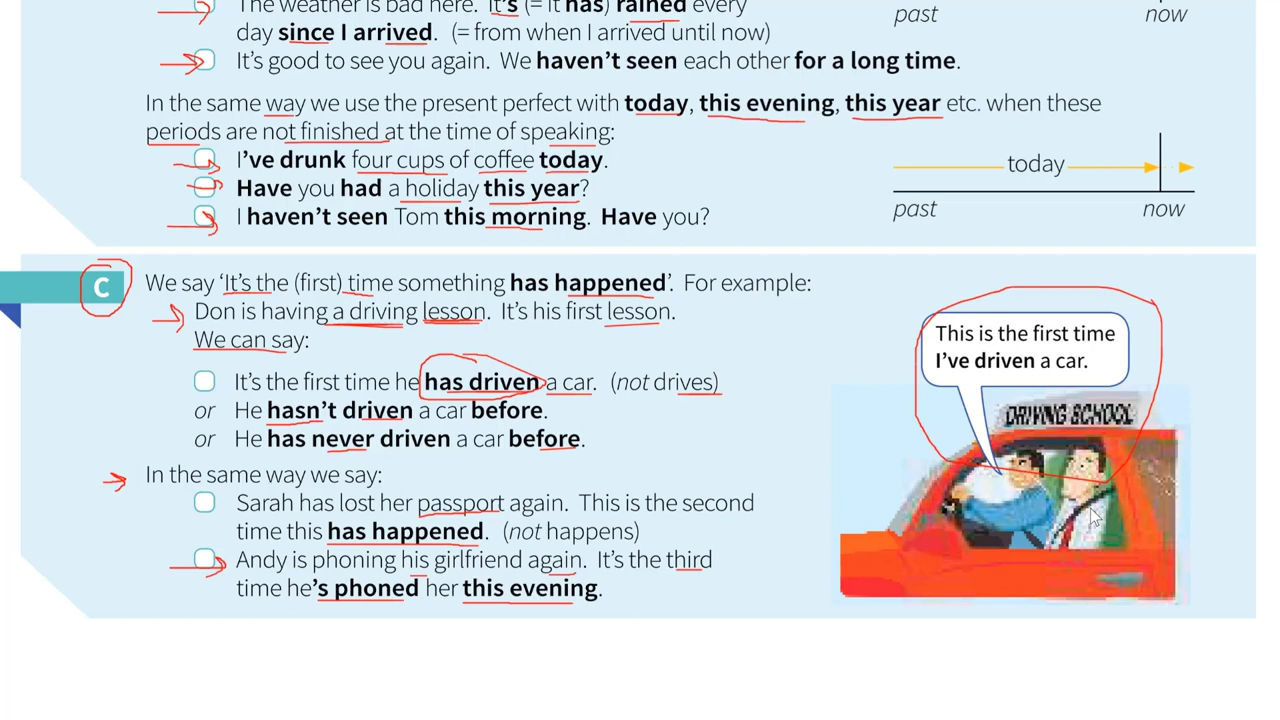 The weather is bad here. It's (= it has) rained every
day since I arrived. (= from when I arrived until now)
It's good to see you again. We haven't seen each other for a long time.
past now
In the same way we use the present perfect with today, this evening, this year etc. when these
periods are not finished at the time of speaking:
I've drunk four cups of coffee today.
Have you had a holiday this year?
I haven't seen Tom this morning. Have you?
today
past now
C
We say 'It's the (first) time something has happened'. For example:
Don is having a driving lesson. It's his first lesson.
We can say:
It's the first time he has driven a car. (not drives)
or He hasn't driven a car before.
or He has never driven a car before.
In the same way we say:
Sarah has lost her passport again. This is the second
time this has happened. (not happens)
Andy is phoning his girlfriend again. It's the third
time he's phoned her this evening.
This is the first time
I've driven a car.
DRIVING SCHOOL